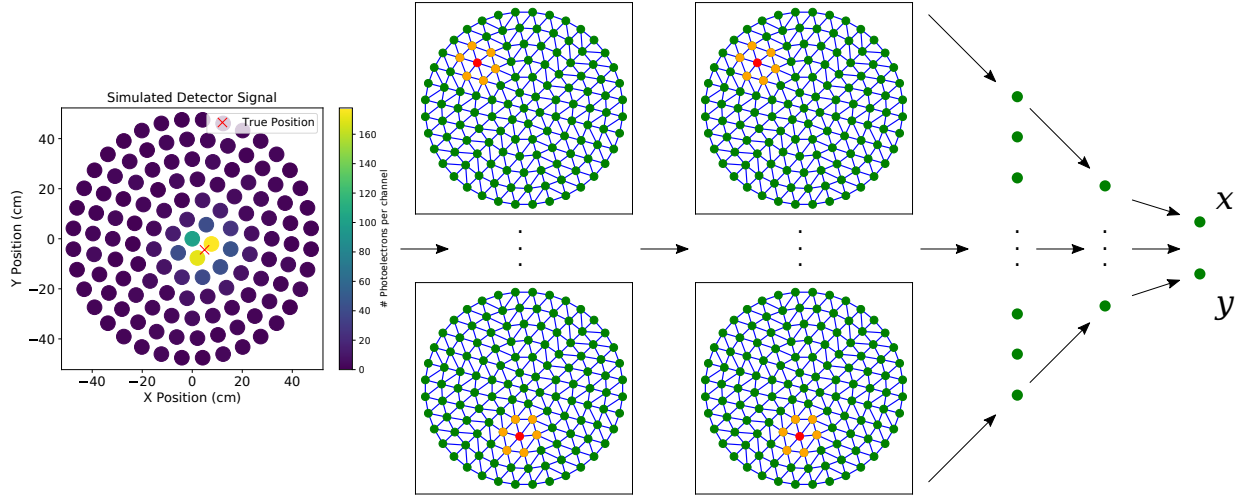 Simulated Detector Signal
True Position
Y Position (cm)
40
20
0
−20
−40
−40
−20
0
20
40
X Position (cm)
160
140
120
100
80
60
40
20
0
# Photoelectrons per channel
x
y